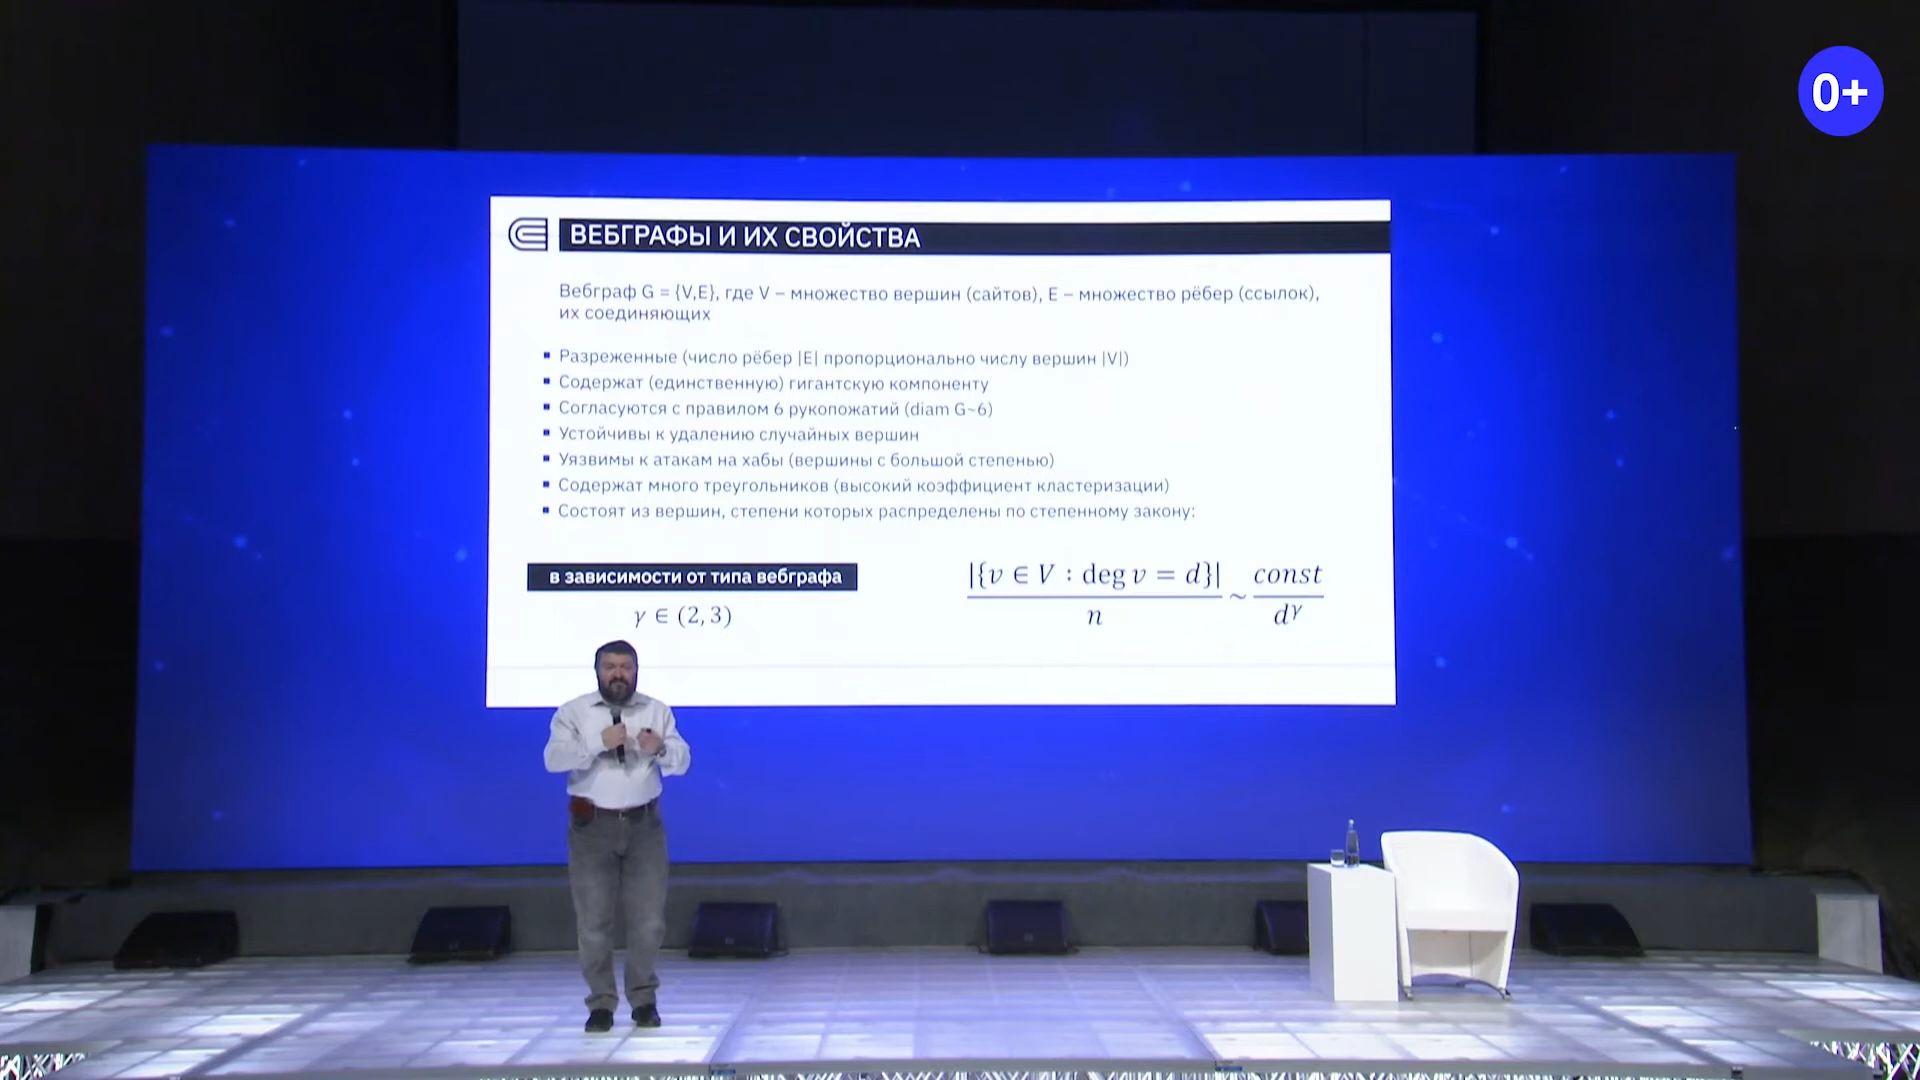 0+
ВЕБГРАФЫ И ИХ СВОЙСТВА
Вебграф G = {V,E}, где V – множество вершин (сайтов), E – множество рёбер (ссылок),
их соединяющих
▪ Разреженные (число рёбер |E| пропорционально числу вершин |V|)
▪ Содержат (единственную) гигантскую компоненту
▪ Согласуются с правилом 6 рукопожатий (diam G~6)
▪ Устойчивы к удалению случайных вершин
▪ Уязвимы к атакам на хабы (вершины с большой степенью)
▪ Содержат много треугольников (высокий коэффициент кластеризации)
▪ Состоят из вершин, степени которых распределены по степенному закону:
в зависимости от типа вебграфа
γ ∈ (2, 3)
|{v ∈ V : deg v = d}| / n ~ const / d^γ